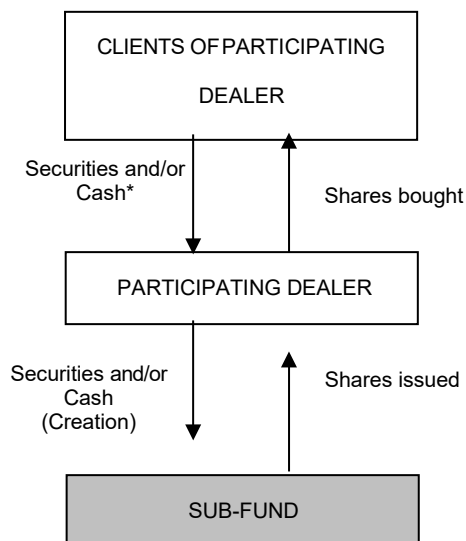 CLIENTS OF PARTICIPATING
DEALER
Securities and/or
Cash*
Shares bought
PARTICIPATING DEALER
Securities and/or
Cash
(Creation)
Shares issued
SUB-FUND